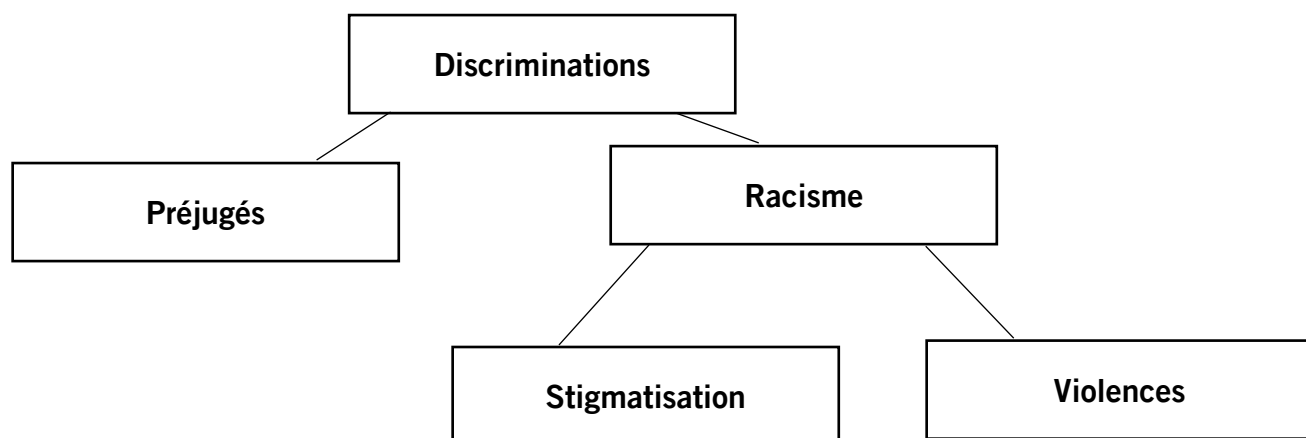 Discriminations
Préjugés
Racisme
Stigmatisation
Violences